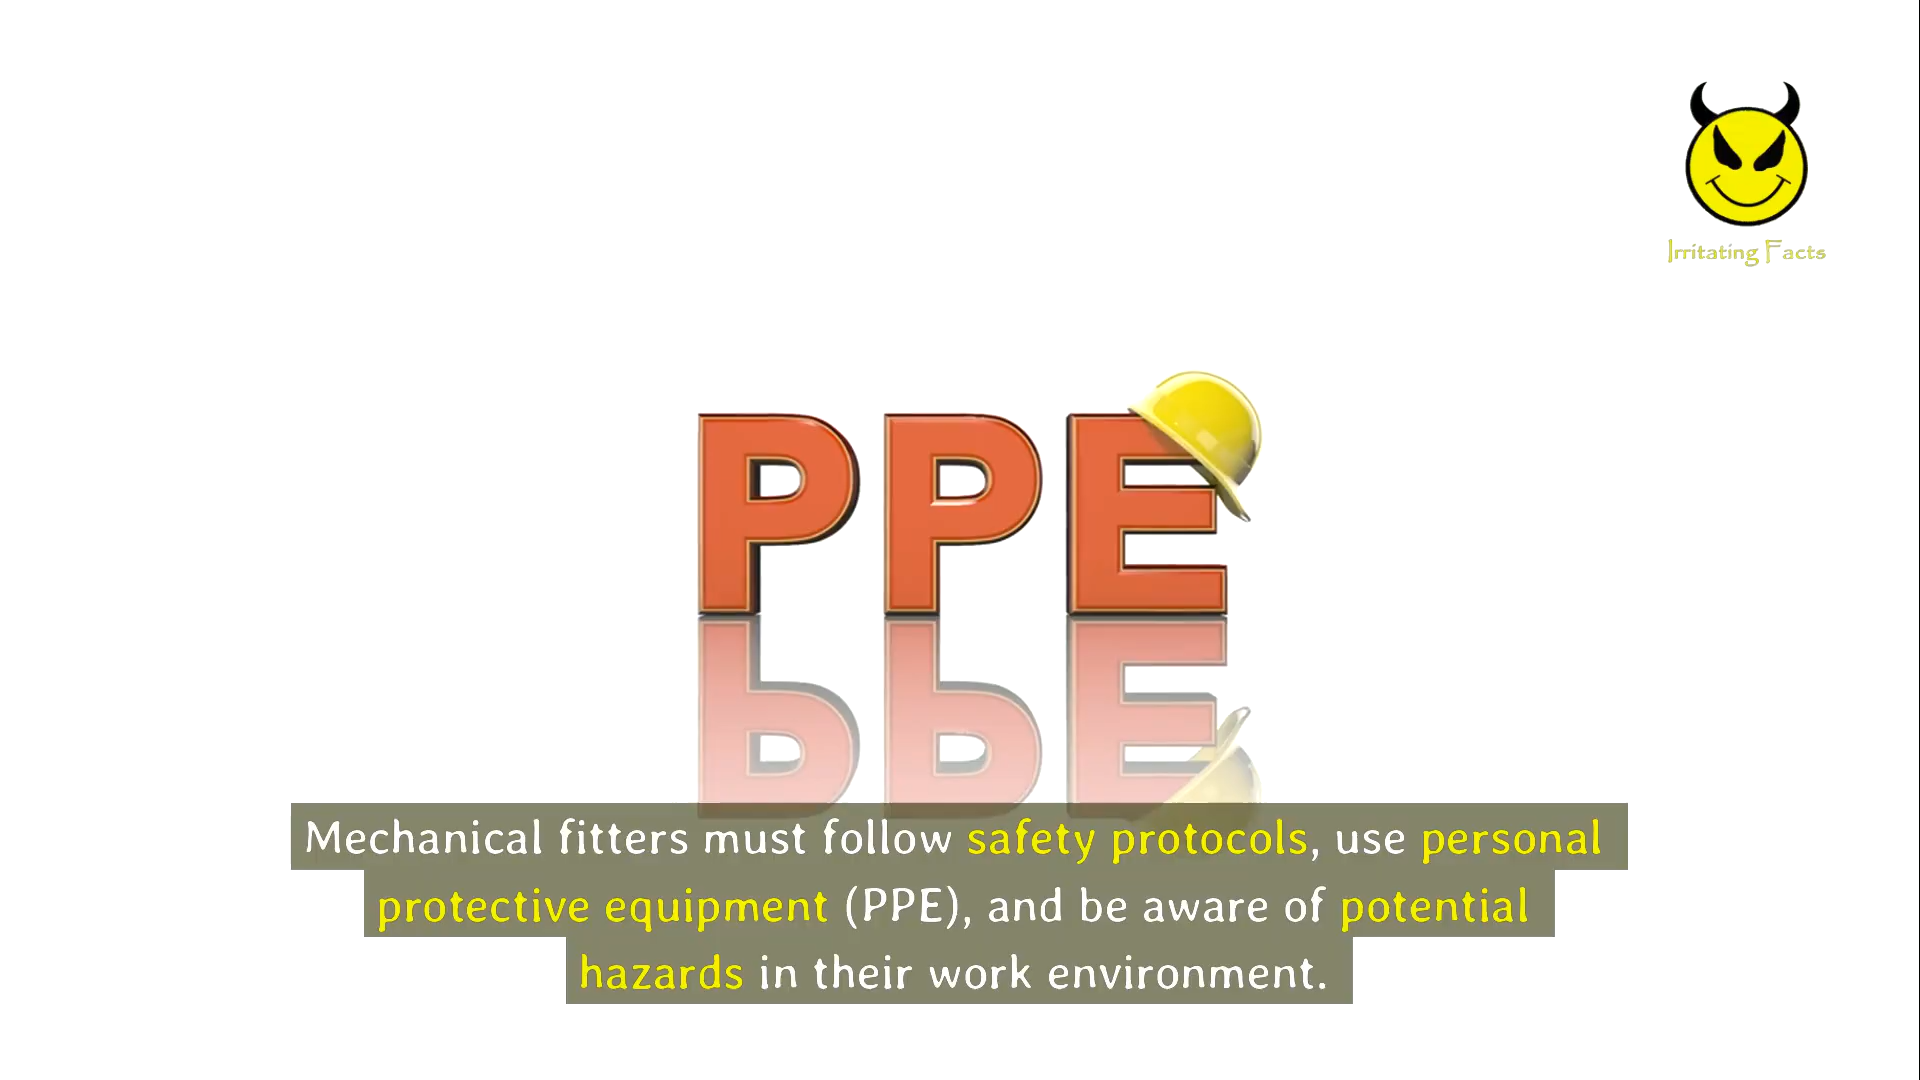 Irritating Facts
PPE
Mechanical fitters must follow safety protocols, use personal
protective equipment (PPE), and be aware of potential
hazards in their work environment.